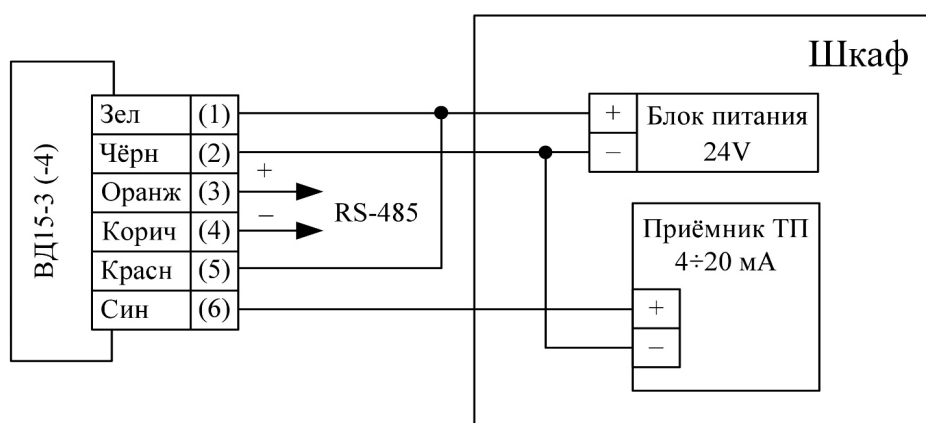 Шкаф
ВД15-3 (-4)
Зел (1)
Чёрн (2)
Оранж (3)
Корич (4)
Красн (5)
Син (6)
+
–
RS-485
+
–
Блок питания
24V
Приёмник ТП
4÷20 мА
+
–